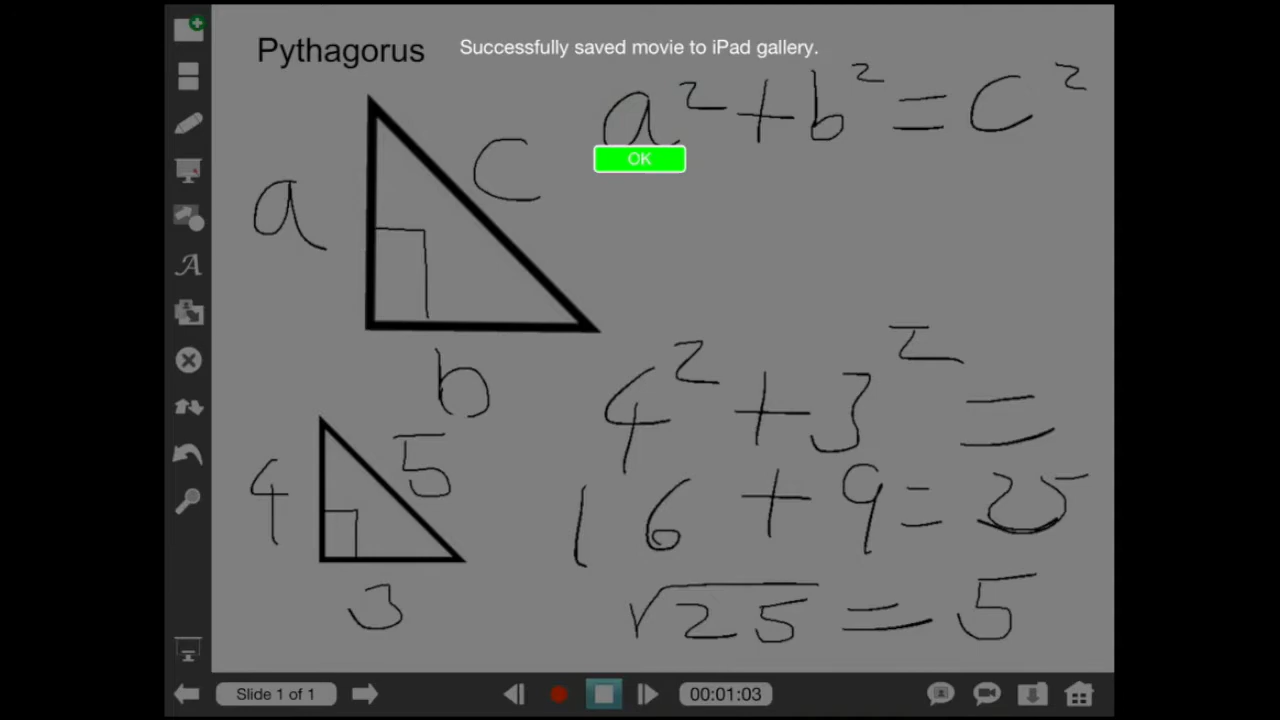 Pythagorus
Successfully saved movie to iPad gallery.
a² + b² = c²
OK
a
c
b
4² + 3² =
4
5
3
16 + 9 = 25
√25 = 5
Slide 1 of 1
00:01:03